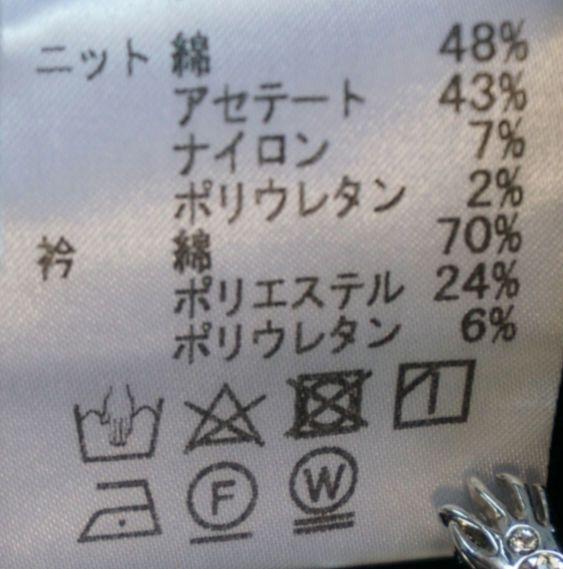 ニット 綿 48%
アセテート 43%
ナイロン 7%
ポリウレタン 2%
衿 綿 70%
ポリエステル 24%
ポリウレタン 6%
F W